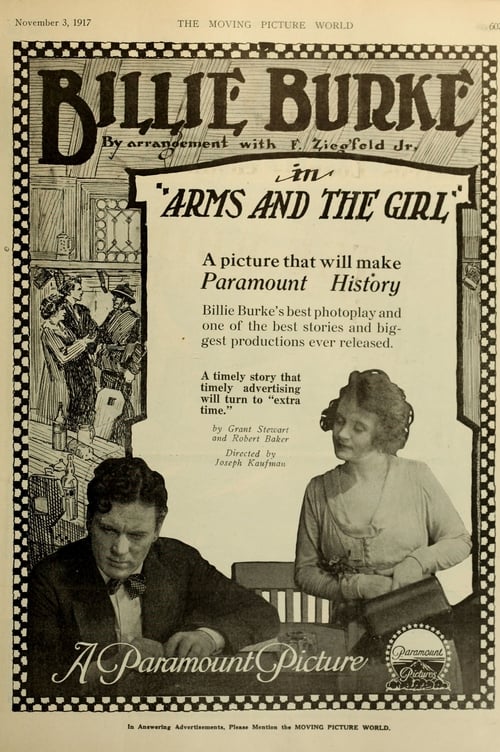 November 3, 1917
THE MOVING PICTURE WORLD
BILLIE BURKE
By arrangement with F. Ziegfeld Jr.
in
"ARMS AND THE GIRL"
A picture that will make
Paramount History
Billie Burke's best photoplay and
one of the best stories and big-
gest productions ever released.
A timely story that
timely advertising
will turn to "extra
time."
by Grant Stewart
and Robert Baker
Directed by
Joseph Kaufman
A Paramount Picture
Paramount
Pictures
In Answering Advertisements, Please Mention the MOVING PICTURE WORLD.